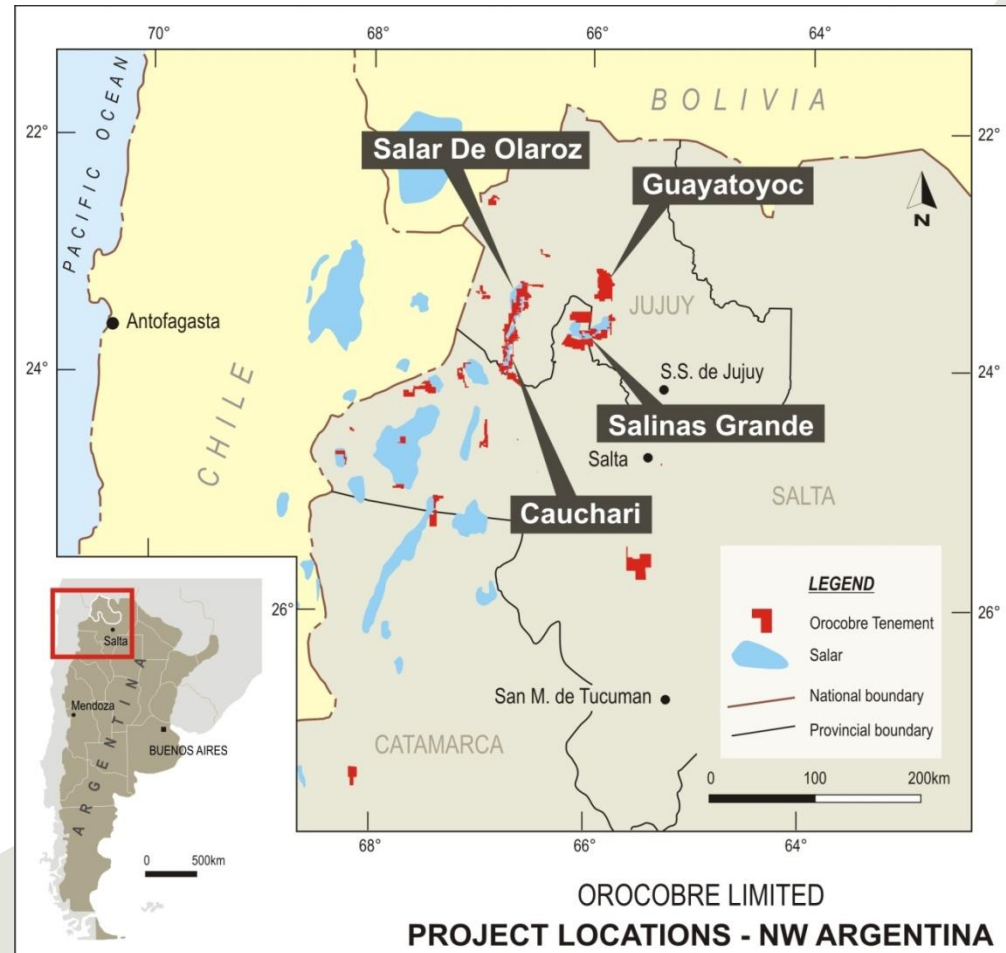 70°
68°
66°
64°
BOLIVIA
PACIFIC OCEAN
22°
22°
Salar De Olaroz
Guayatoyoc
N
JUJUY
Antofagasta
24°
24°
S.S. de Jujuy
CHILE
Salinas Grande
Salta
SALTA
Cauchari
LEGEND
Orocobre Tenement
Salar
National boundary
Provincial boundary
0 100 200km
26°
26°
San M. de Tucuman
CATAMARCA
Salta
Mendoza
BUENOS AIRES
ARGENTINA
0 500km
68°
66°
64°
OROCOBRE LIMITED
PROJECT LOCATIONS - NW ARGENTINA